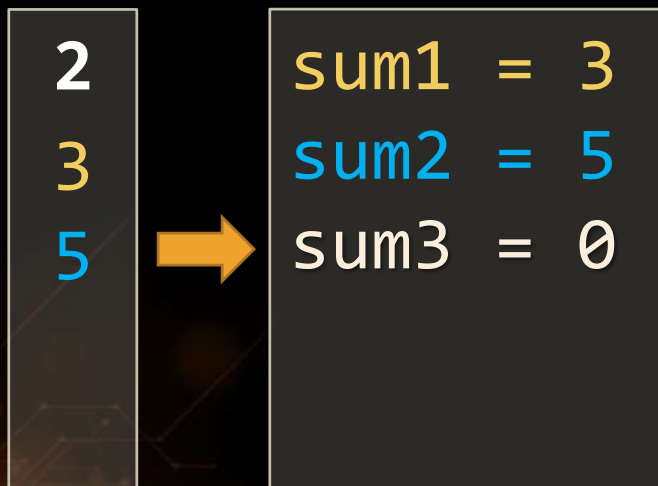 2
3
5
sum1 = 3
sum2 = 5
sum3 = 0